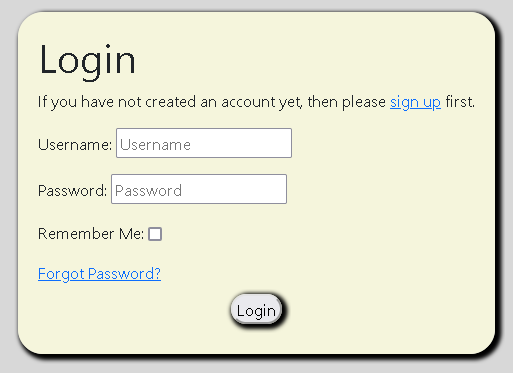 Login
If you have not created an account yet, then please sign up first.
Username: Username
Password: Password
Remember Me:
Forgot Password?
Login